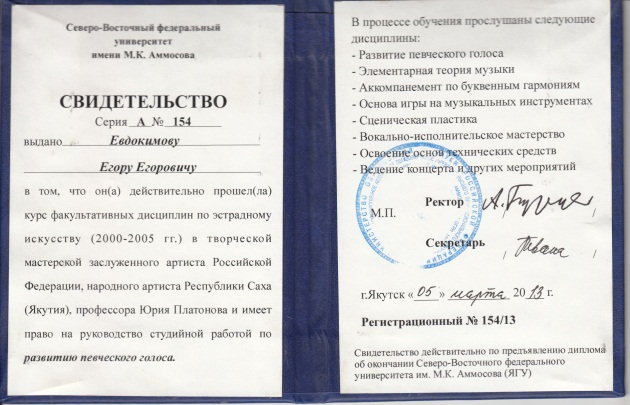 Северо-Восточный федеральный
университет
имени М.К. Аммосова
СВИДЕТЕЛЬСТВО
Серия А № 154
выдано Евдокимову
Егору Егоровичу
в том, что он(а) действительно прошел(ла)
курс факультативных дисциплин по эстрадному
искусству (2000-2005 гг.) в творческой
мастерской заслуженного артиста Российской
Федерации, народного артиста Республики Саха
(Якутия), профессора Юрия Платонова и имеет
право на руководство студийной работой по
развитию певческого голоса.
В процессе обучения прослушаны следующие
дисциплины:
- Развитие певческого голоса
- Элементарная теория музыки
- Аккомпанемент по буквенным гармониям
- Основа игры на музыкальных инструментах
- Сценическая пластика
- Вокально-исполнительское мастерство
- Освоение основ технических средств
- Ведение концерта и других мероприятий
М.П. Ректор
Секретарь
г.Якутск «05» марта 2013 г.
Регистрационный № 154/13
Свидетельство действительно по предъявлению диплома
об окончании Северо-Восточного федерального
университета им. М.К. Аммосова (ЯГУ)